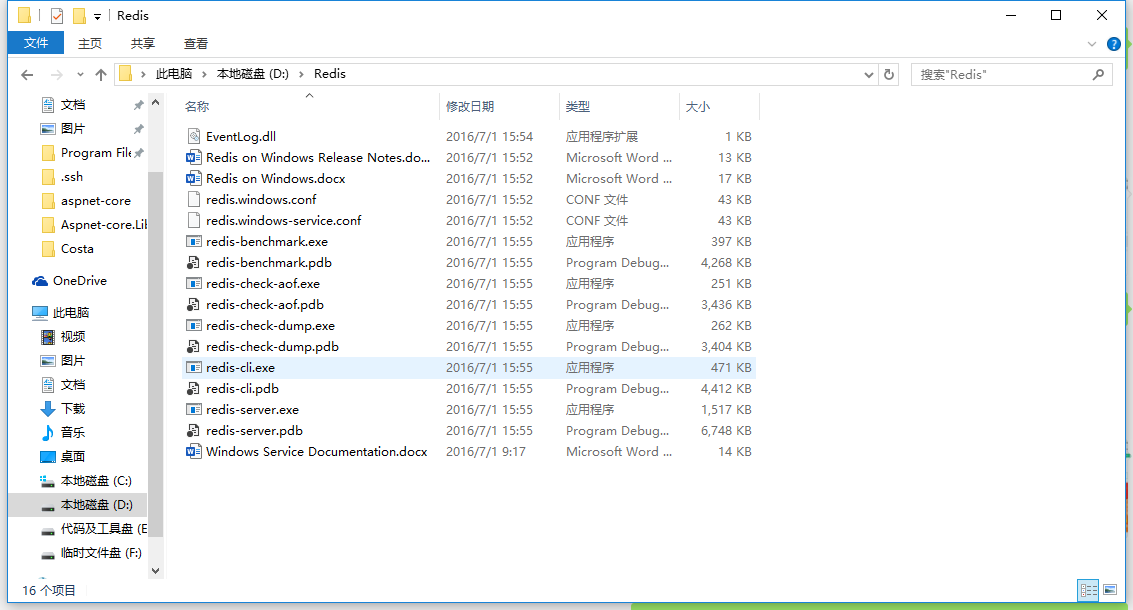 Redis
文件 主页 共享 查看
此电脑 本地磁盘 (D:) Redis 搜索"Redis"
名称 修改日期 类型 大小
文档
图片
Program File
.ssh
aspnet-core
Aspnet-core.Lib
Costa
OneDrive
此电脑
视频
图片
文档
下载
音乐
桌面
本地磁盘 (C:)
本地磁盘 (D:)
代码及工具盘 (E
临时文件盘 (F:)
EventLog.dll 2016/7/1 15:54 应用程序扩展 1 KB
Redis on Windows Release Notes.do... 2016/7/1 15:52 Microsoft Word ... 13 KB
Redis on Windows.docx 2016/7/1 15:52 Microsoft Word ... 17 KB
redis.windows.conf 2016/7/1 15:52 CONF 文件 43 KB
redis.windows-service.conf 2016/7/1 15:52 CONF 文件 43 KB
redis-benchmark.exe 2016/7/1 15:55 应用程序 397 KB
redis-benchmark.pdb 2016/7/1 15:55 Program Debug... 4,268 KB
redis-check-aof.exe 2016/7/1 15:55 应用程序 251 KB
redis-check-aof.pdb 2016/7/1 15:55 Program Debug... 3,436 KB
redis-check-dump.exe 2016/7/1 15:55 应用程序 262 KB
redis-check-dump.pdb 2016/7/1 15:55 Program Debug... 3,404 KB
redis-cli.exe 2016/7/1 15:55 应用程序 471 KB
redis-cli.pdb 2016/7/1 15:55 Program Debug... 4,412 KB
redis-server.exe 2016/7/1 15:55 应用程序 1,517 KB
redis-server.pdb 2016/7/1 15:55 Program Debug... 6,748 KB
Windows Service Documentation.docx 2016/7/1 9:17 Microsoft Word ... 14 KB
16 个项目